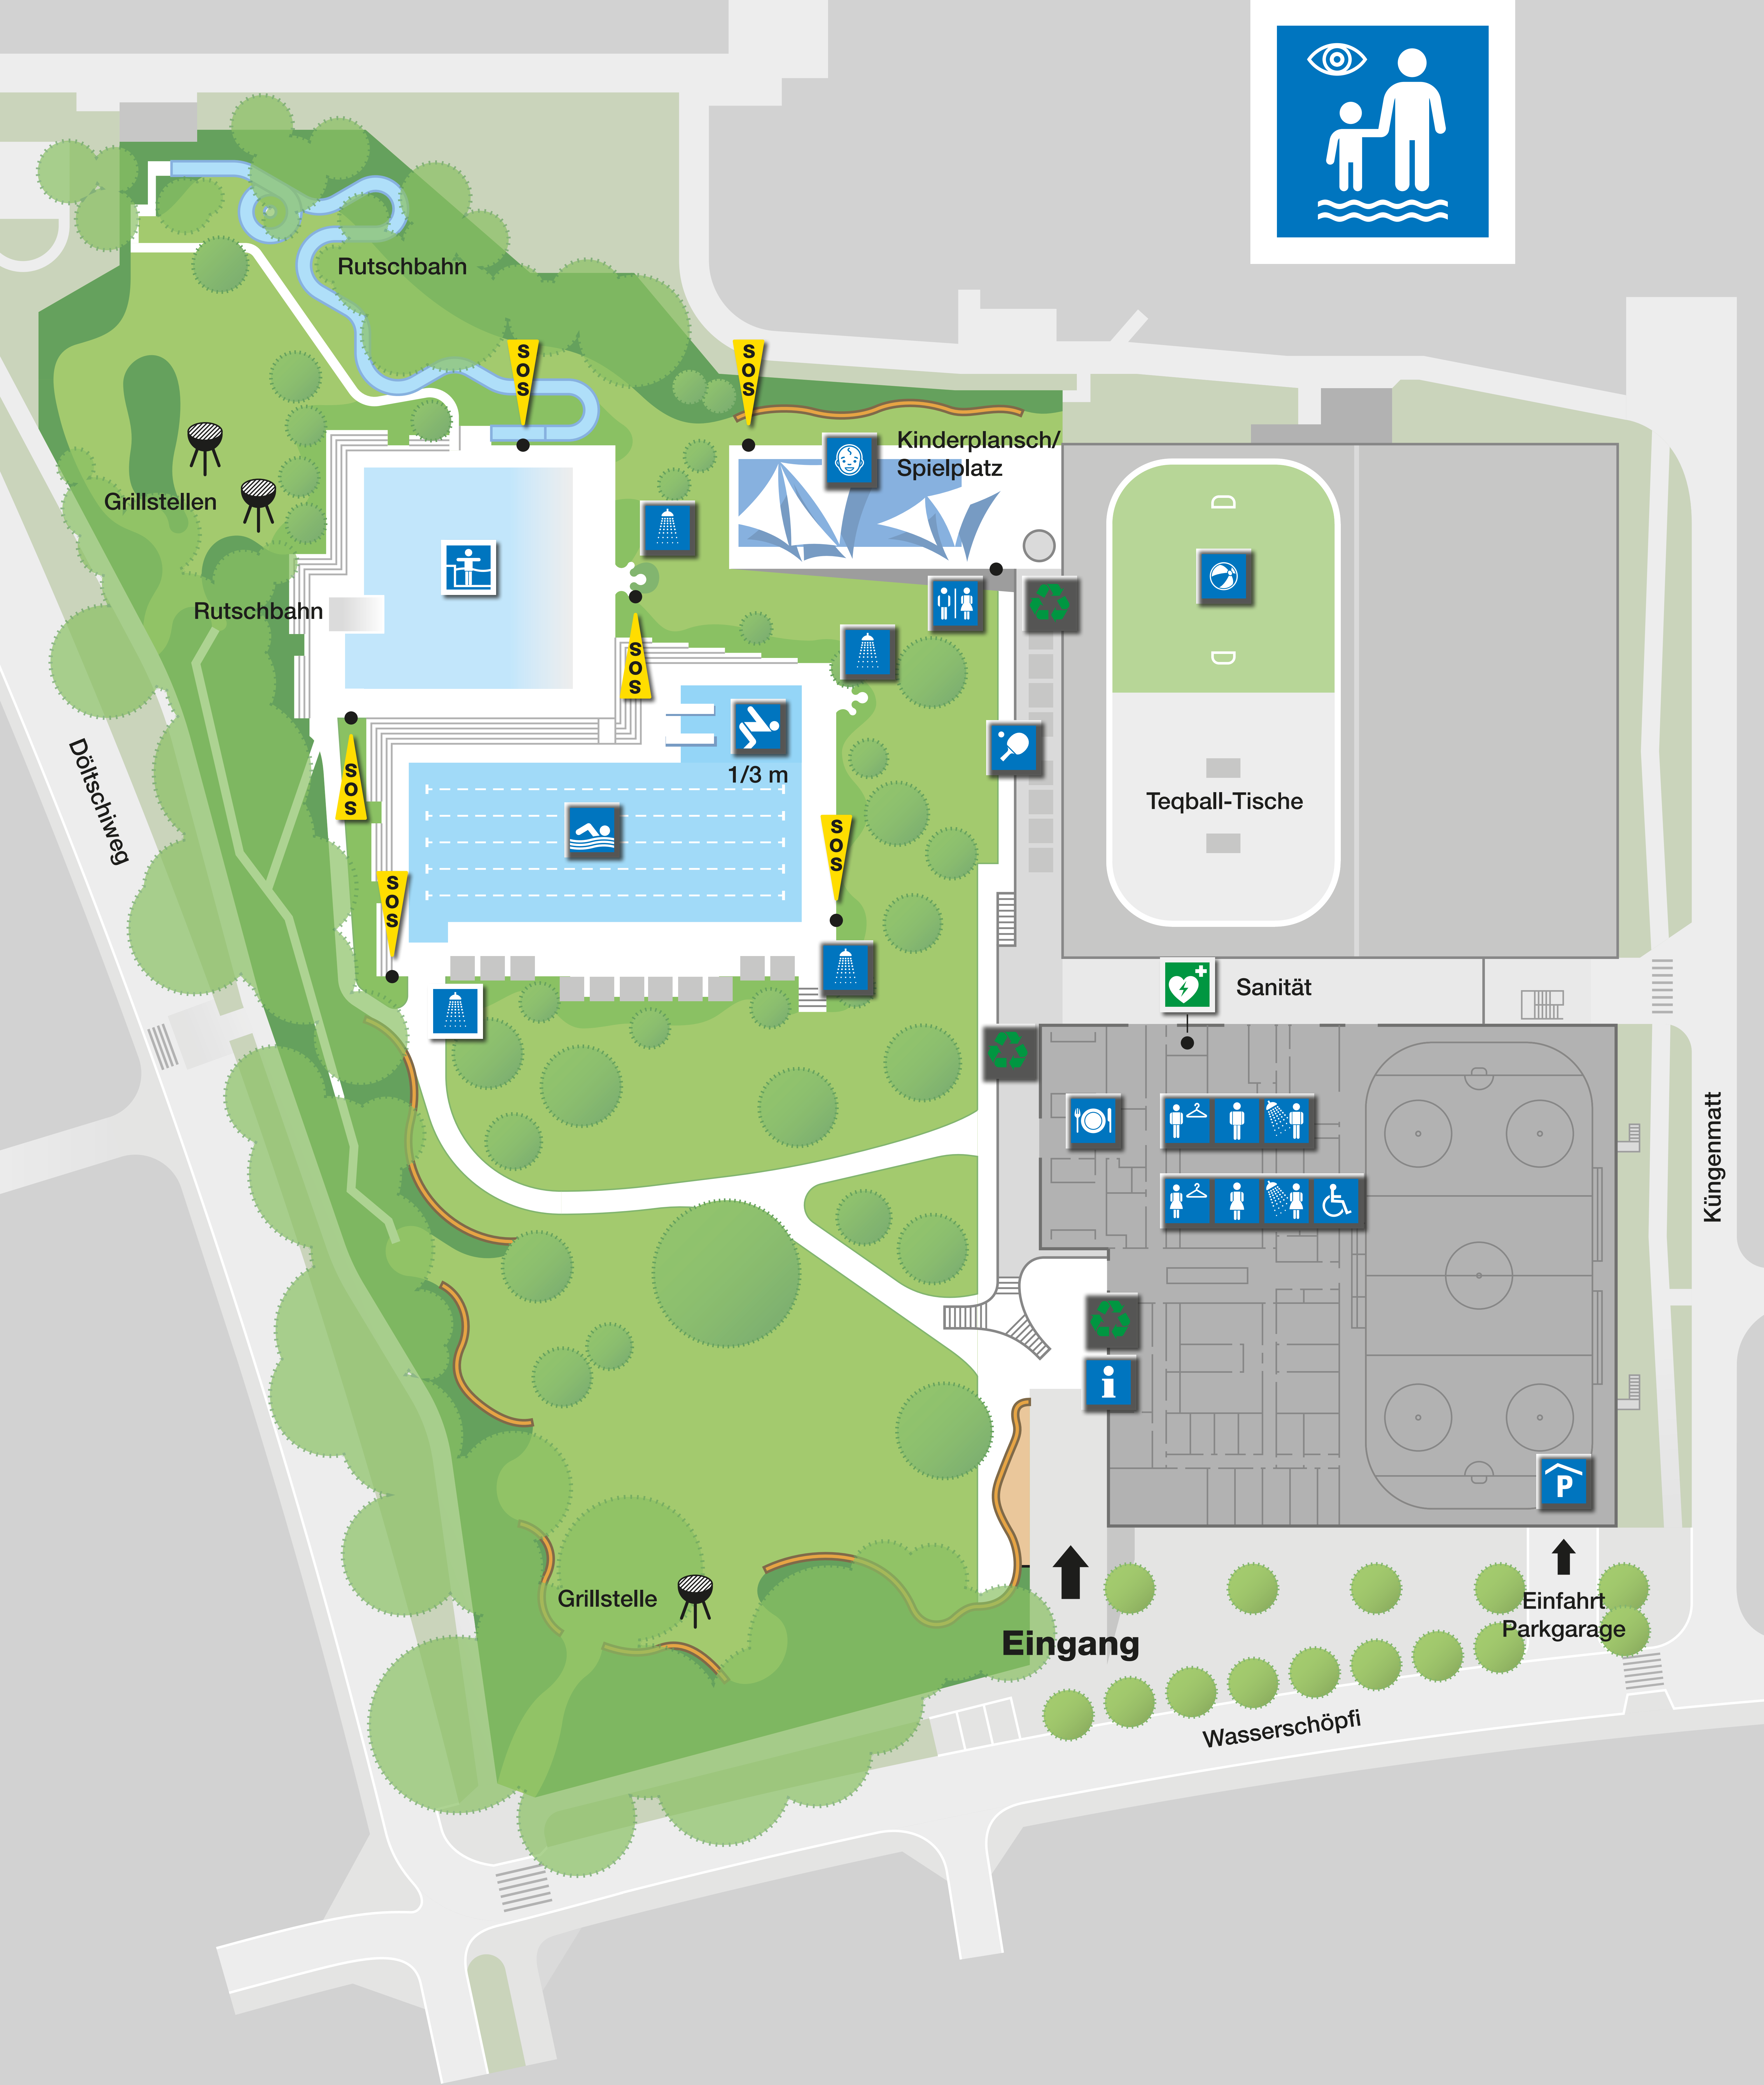 Rutschbahn
SOS
SOS
Kinderplansch/
Spielplatz
Grillstellen
Rutschbahn
SOS
SOS
1/3 m
Döltschiweg
Teqball-Tische
SOS
SOS
Sanität
Küngenmatt
i
P
Grillstelle
Einfahrt
Parkgarage
Eingang
Wasserschöpfi